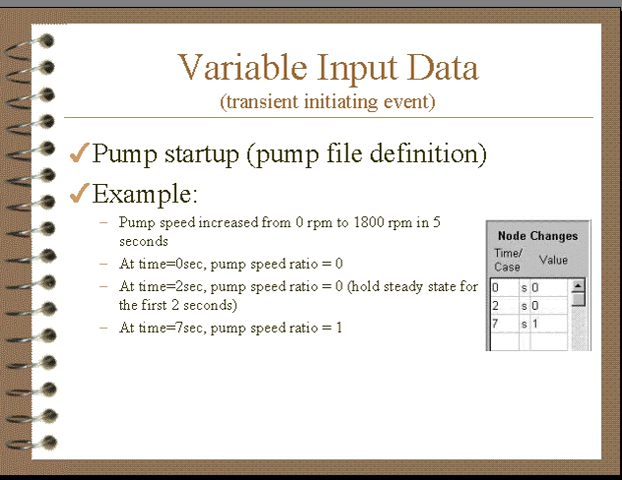 Variable Input Data
(transient initiating event)
✓Pump startup (pump file definition)
✓Example:
– Pump speed increased from 0 rpm to 1800 rpm in 5
seconds
– At time=0sec, pump speed ratio = 0
– At time=2sec, pump speed ratio = 0 (hold steady state for
the first 2 seconds)
– At time=7sec, pump speed ratio = 1
Node Changes
Time/
Case Value
0 s 0
2 s 0
7 s 1